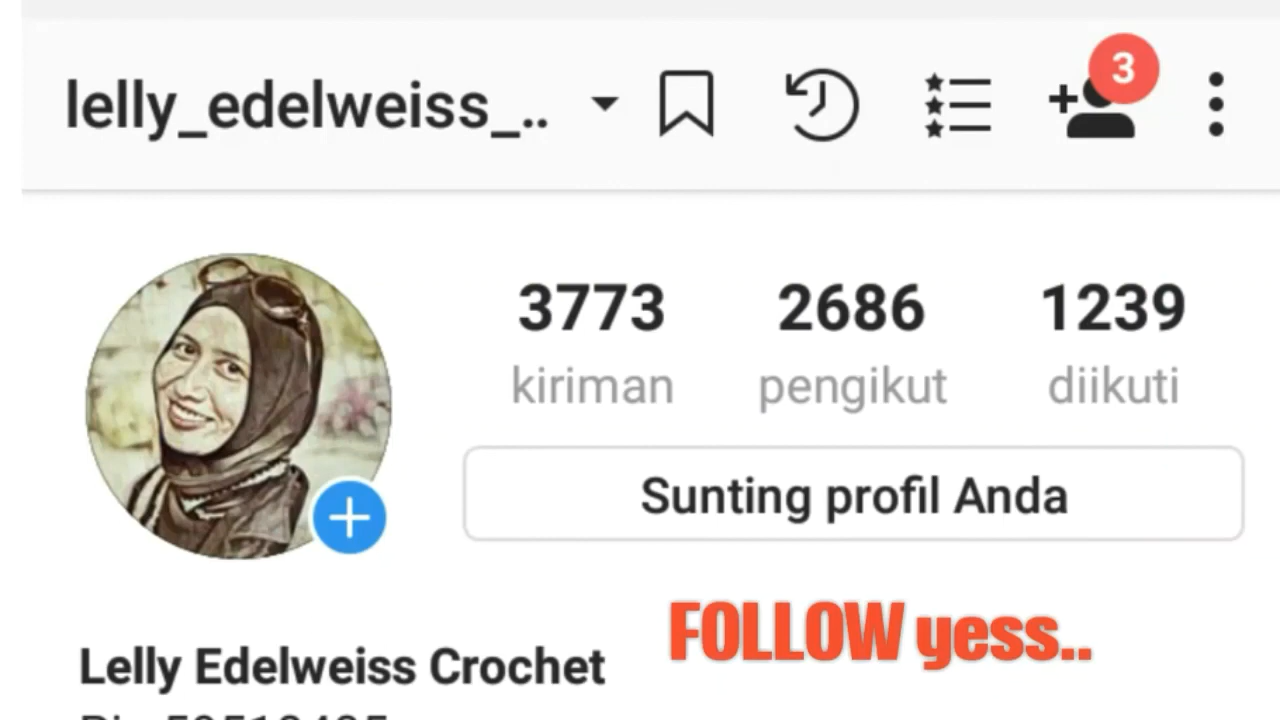 lelly_edelweiss_..
3
3773 2686 1239
kiriman pengikut diikuti
Sunting profil Anda
FOLLOW yess..
Lelly Edelweiss Crochet